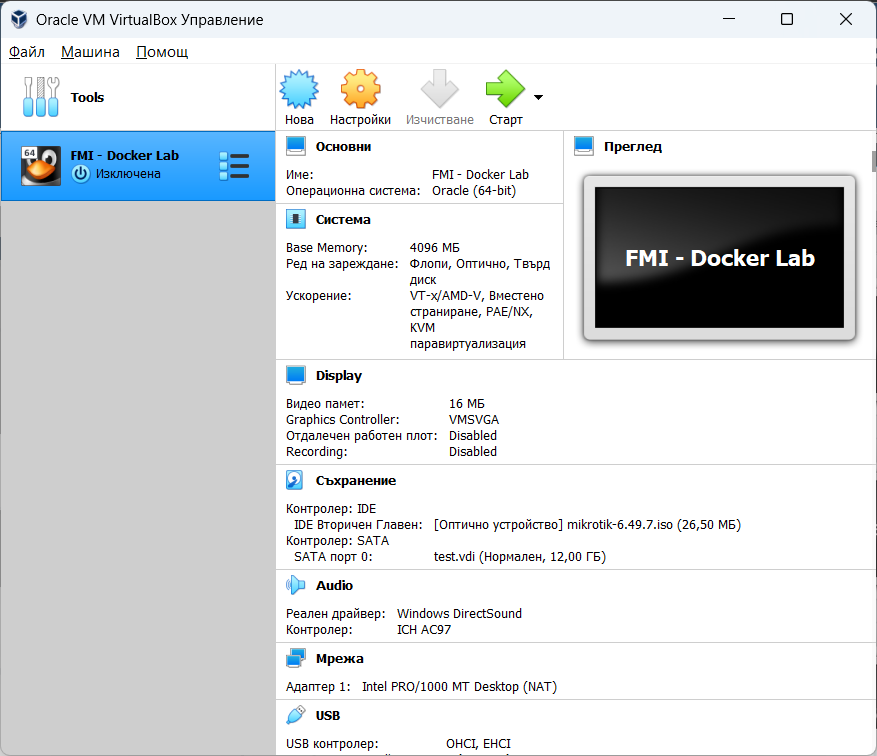 Oracle VM VirtualBox Управление
Файл Машина Помощ
Tools
Нова Настройки Изчистване Старт
64
FMI - Docker Lab
Изключена
Основни
Име: FMI - Docker Lab
Операционна система: Oracle (64-bit)
Преглед
FMI - Docker Lab
Система
Base Memory: 4096 МБ
Ред на зареждане: Флопи, Оптично, Твърд
диск
Ускорение: VT-x/AMD-V, Вместено
страниране, PAE/NX,
KVM
паравиртуализация
Display
Видео памет: 16 МБ
Graphics Controller: VMSVGA
Отдалечен работен плот: Disabled
Recording: Disabled
Съхранение
Контролер: IDE
IDE Вторичен Главен: [Оптично устройство] mikrotik-6.49.7.iso (26,50 МБ)
Контролер: SATA
SATA порт 0: test.vdi (Нормален, 12,00 ГБ)
Audio
Реален драйвер: Windows DirectSound
Контролер: ICH AC97
Мрежа
Адаптер 1: Intel PRO/1000 MT Desktop (NAT)
USB
USB контролер: OHCI, EHCI